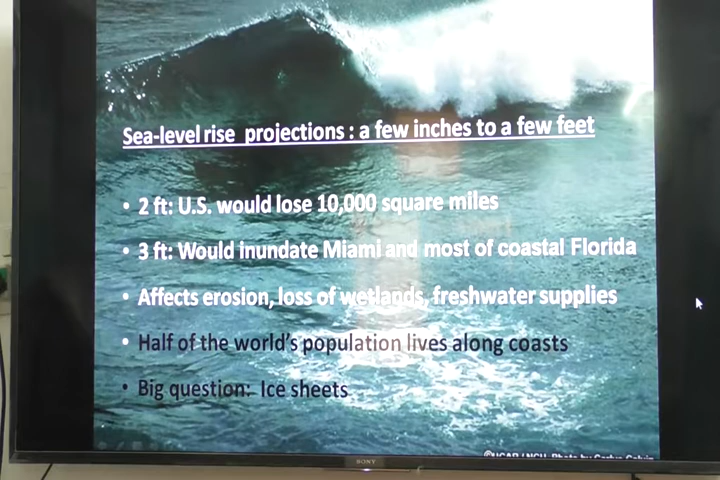 Sea-level rise projections : a few inches to a few feet
• 2 ft: U.S. would lose 10,000 square miles
• 3 ft: Would inundate Miami and most of coastal Florida
• Affects erosion, loss of wetlands, freshwater supplies
• Half of the world's population lives along coasts
• Big question: Ice sheets
SONY